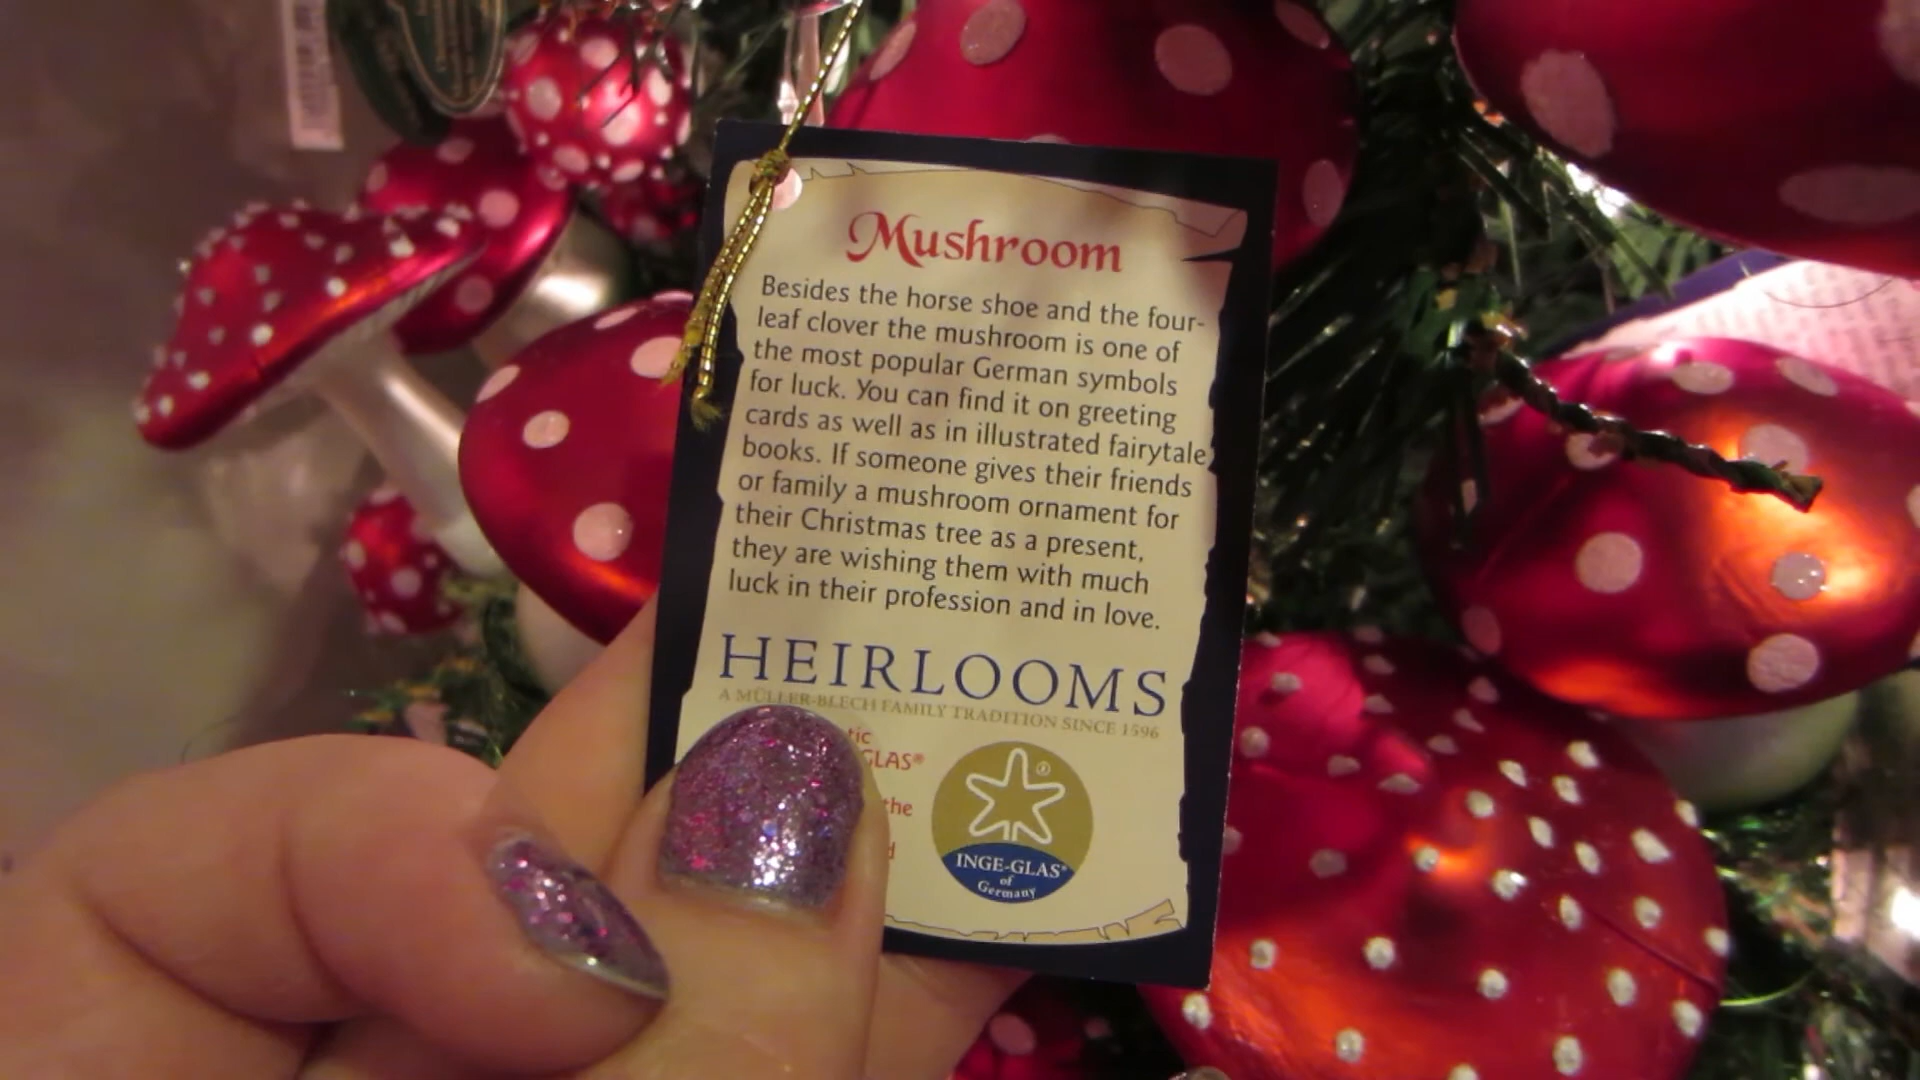 Mushroom
Besides the horse shoe and the four-
leaf clover the mushroom is one of
the most popular German symbols
for luck. You can find it on greeting
cards as well as in illustrated fairytale
books. If someone gives their friends
or family a mushroom ornament for
their Christmas tree as a present,
they are wishing them with much
luck in their profession and in love.
HEIRLOOMS
A MÜLLER-BLECH FAMILY TRADITION SINCE 1596
the
INGE-GLAS®
of
Germany